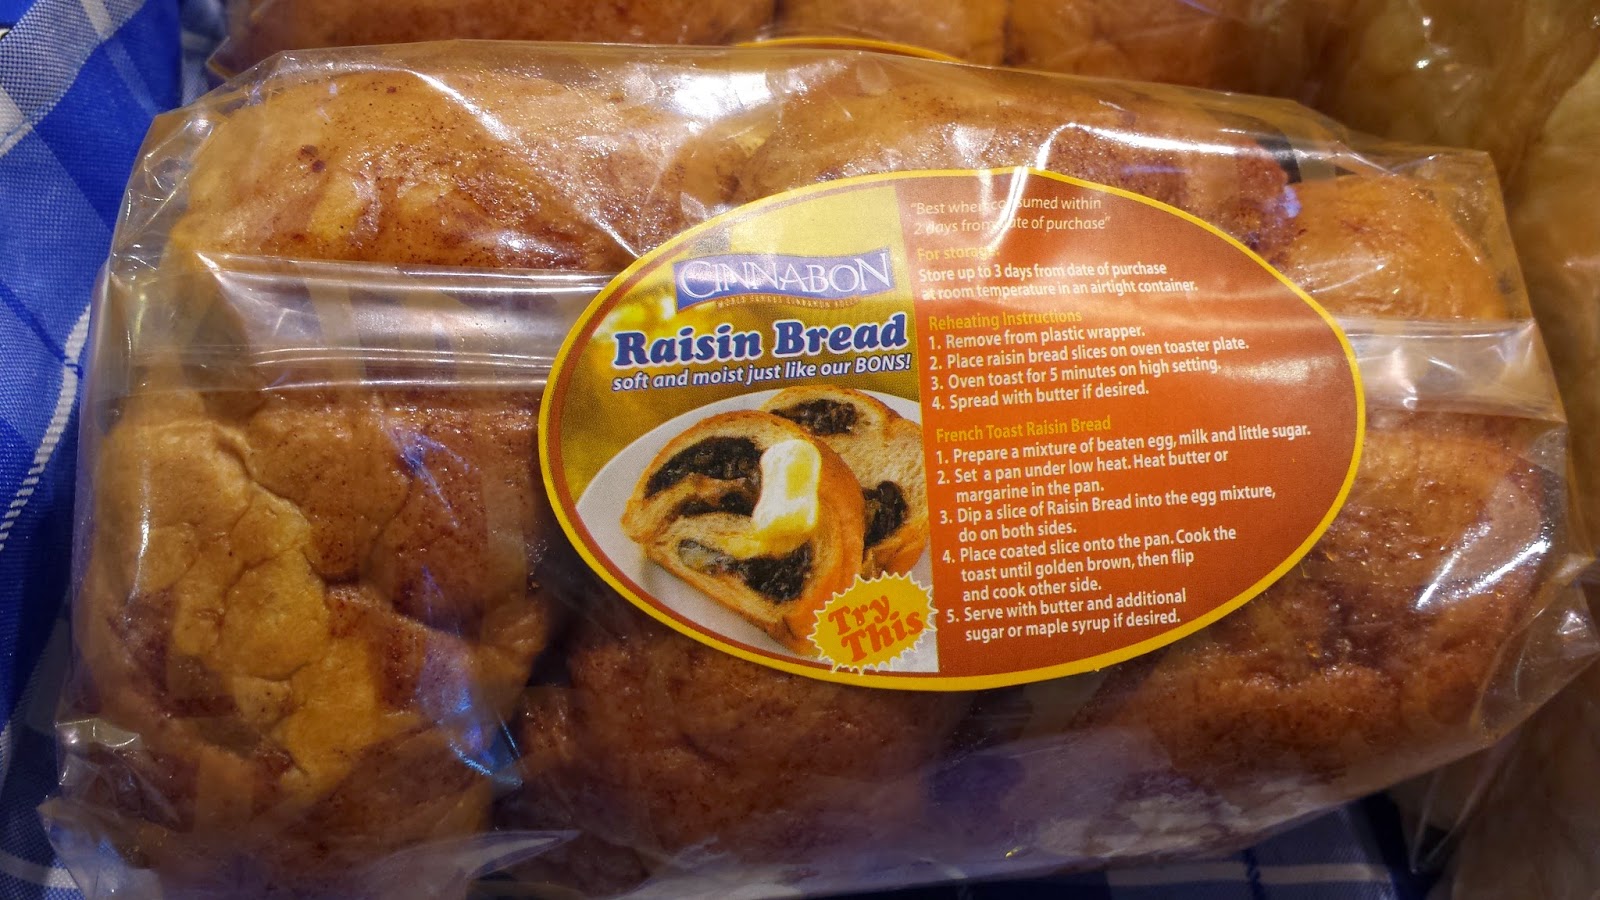 CINNABON
WORLD FAMOUS CINNAMON ROLLS
Raisin Bread
soft and moist just like our BONS!
Try
This
"Best when consumed within
2 days from date of purchase"
For storage:
Store up to 3 days from date of purchase
at room temperature in an airtight container.
Reheating Instructions
1. Remove from plastic wrapper.
2. Place raisin bread slices on oven toaster plate.
3. Oven toast for 5 minutes on high setting.
4. Spread with butter if desired.
French Toast Raisin Bread
1. Prepare a mixture of beaten egg, milk and little sugar.
2. Set a pan under low heat. Heat butter or
margarine in the pan.
3. Dip a slice of Raisin Bread into the egg mixture,
do on both sides.
4. Place coated slice onto the pan. Cook the
toast until golden brown, then flip
and cook other side.
5. Serve with butter and additional
sugar or maple syrup if desired.